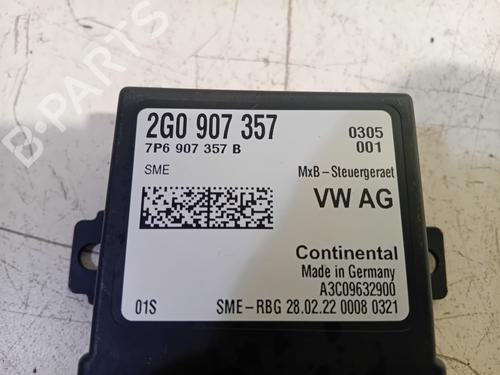 B-PARTS
2G0 907 357
0305
7P6 907 357 B
001
SME
MxB-Steuergeraet
VW AG
Continental
Made in Germany
A3C09632900
01S
SME-RBG 28.02.22 0008 0321